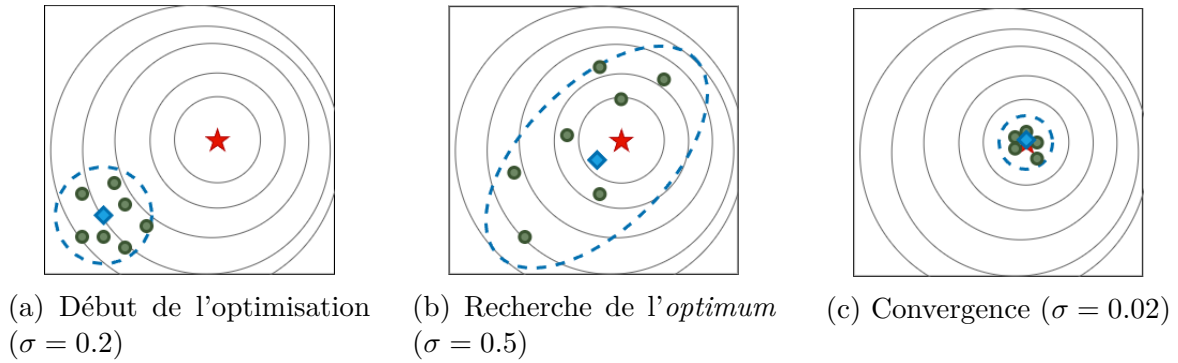 (a) Début de l'optimisation
(σ = 0.2)
(b) Recherche de l'optimum
(σ = 0.5)
(c) Convergence (σ = 0.02)